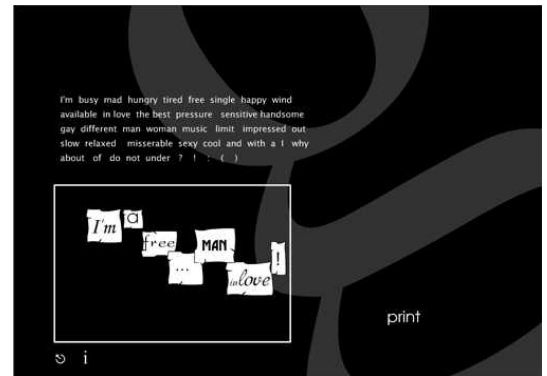 I'm busy mad hungry tired free single happy wind
available in love the best pressure sensitive handsome
gay different man woman music limit impressed out
slow relaxed misserable sexy cool and with a I why
about of do not under ? ! : ( )
I'm a free ... MAN in love !
print
i